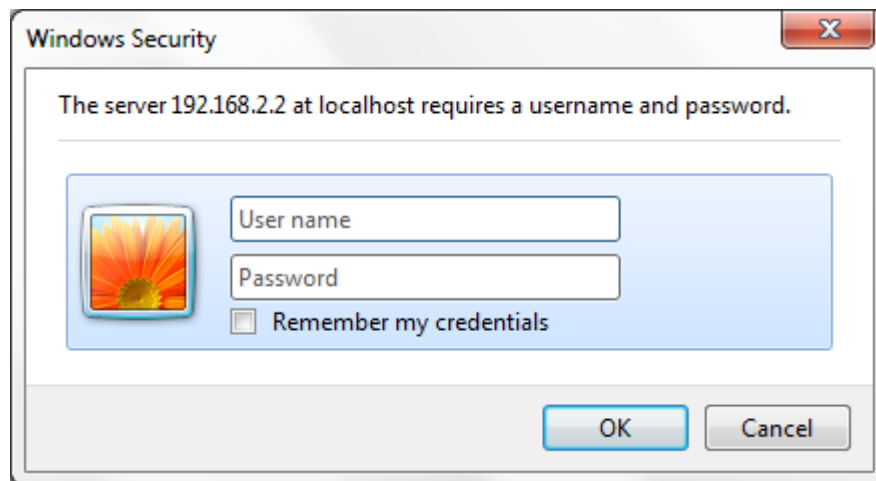 Windows Security
The server 192.168.2.2 at localhost requires a username and password.
User name
Password
Remember my credentials
OK
Cancel